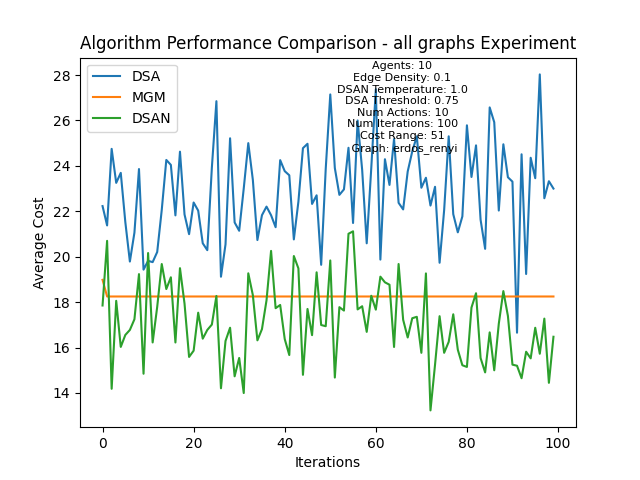 Algorithm Performance Comparison - all graphs Experiment
DSA
MGM
DSAN
Agents: 10
Edge Density: 0.1
DSAN Temperature: 1.0
DSA Threshold: 0.75
Num Actions: 10
Num Iterations: 100
Cost Range: 51
Graph: erdos_renyi
Average Cost
28
26
24
22
20
18
16
14
0
20
40
60
80
100
Iterations